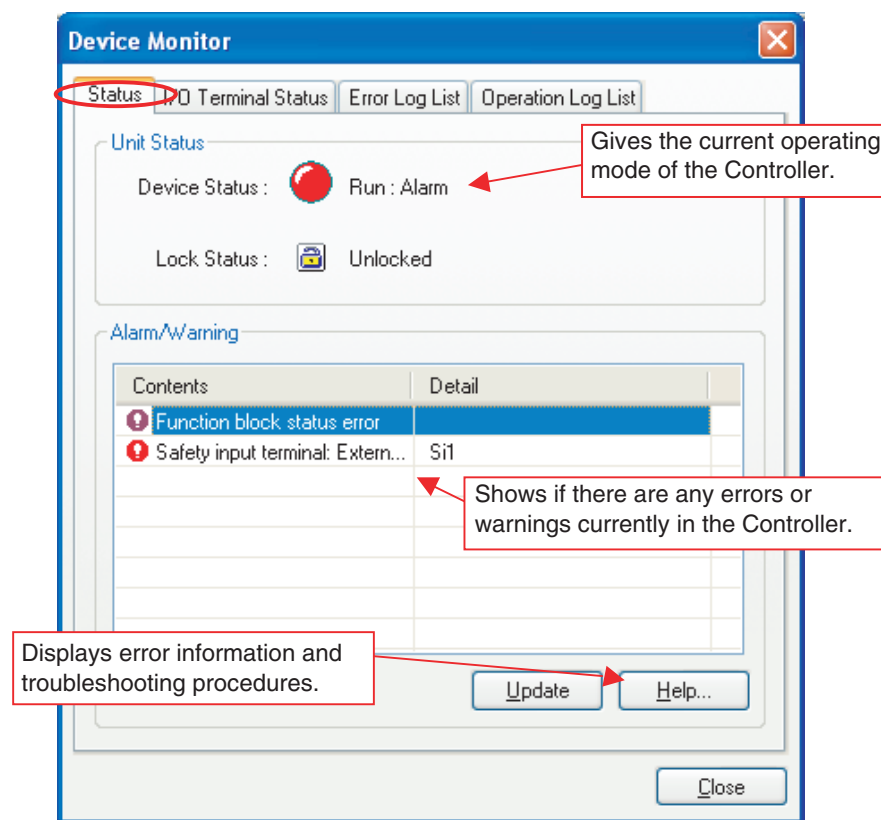 Device Monitor
Status I/O Terminal Status Error Log List Operation Log List
Unit Status
Gives the current operating
mode of the Controller.
Device Status : Run : Alarm
Lock Status : Unlocked
Alarm/Warning
Contents Detail
Function block status error
Safety input terminal: Extern... Si1
Shows if there are any errors or
warnings currently in the Controller.
Displays error information and
troubleshooting procedures.
Update Help...
Close